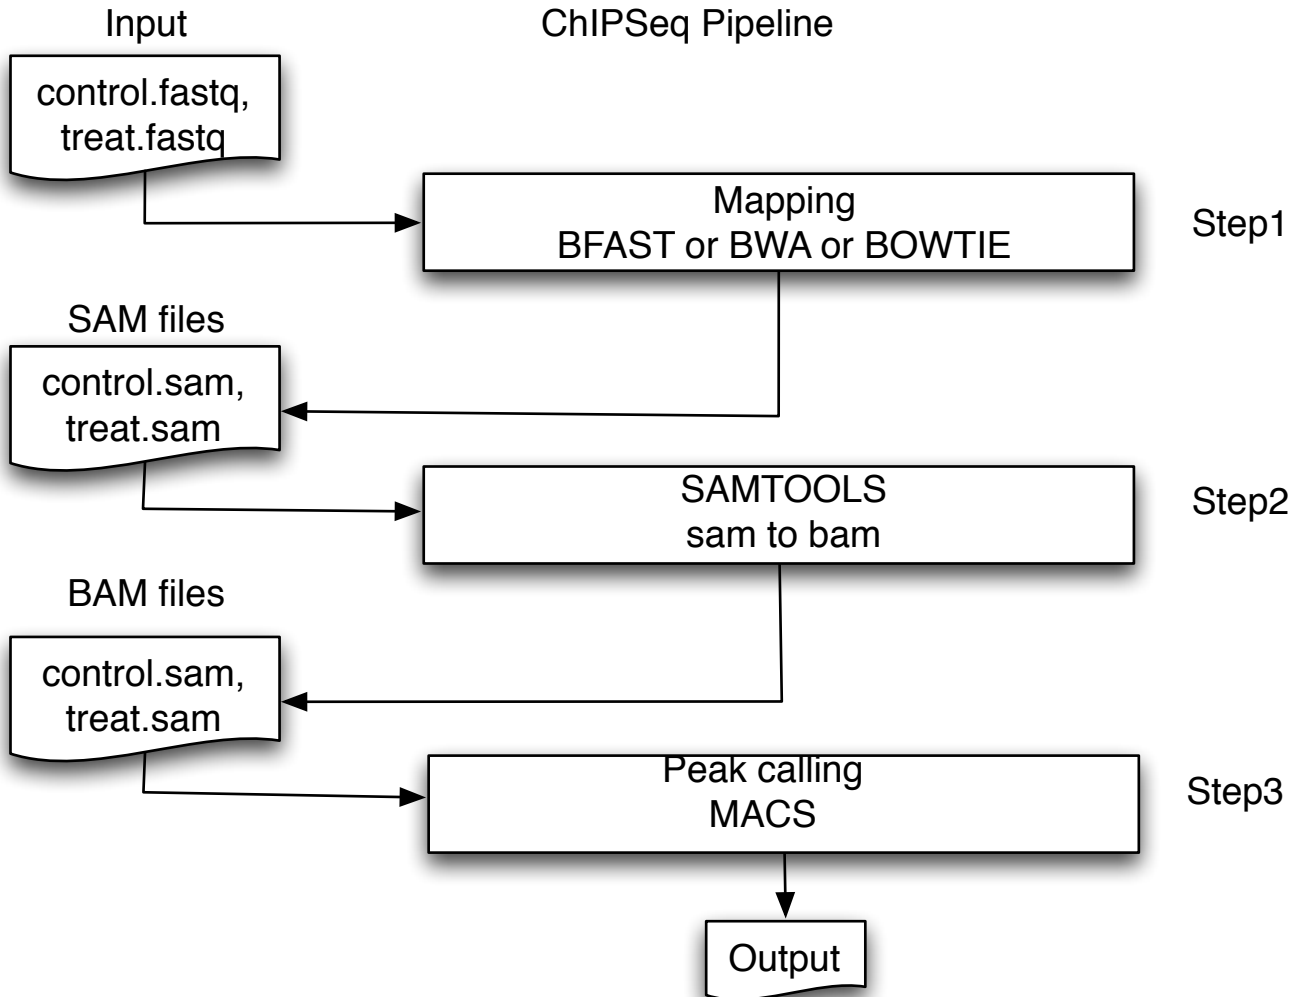 Input
ChIPSeq Pipeline
control.fastq,
treat.fastq
Mapping
BFAST or BWA or BOWTIE
Step1
SAM files
control.sam,
treat.sam
SAMTOOLS
sam to bam
Step2
BAM files
control.sam,
treat.sam
Peak calling
MACS
Step3
Output